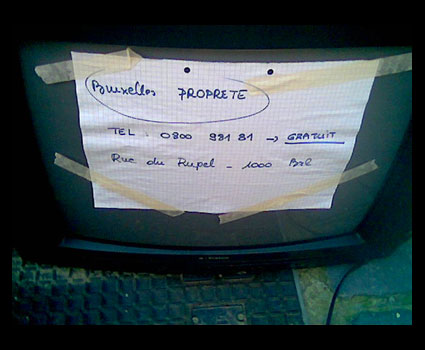 Bruxelles PROPRETE
TEL : 0800 981 81 → GRATUIT
Rue du Rupel - 1000 Bxl